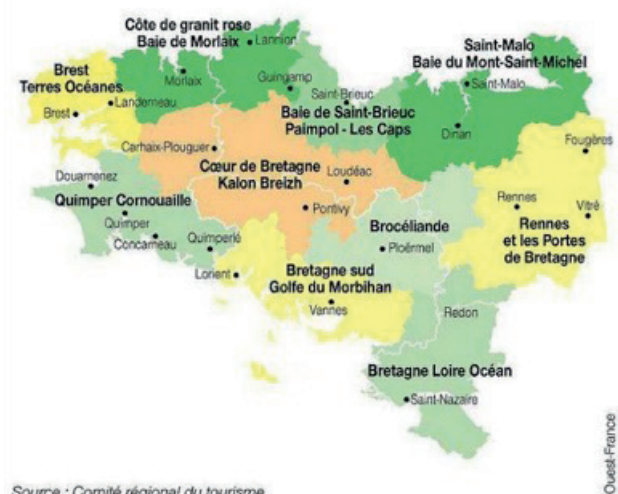 Côte de granit rose
Baie de Morlaix
Lannion
Saint-Malo
Baie du Mont-Saint-Michel
Brest
Terres Océanes
Morlaix
Guingamp
Saint-Brieuc
Saint-Malo
Landerneau
Brest
Baie de Saint-Brieuc
Paimpol - Les Caps
Dinan
Fougères
Carhaix-Plouguer
Cœur de Bretagne
Kalon Breizh
Loudéac
Douarnenez
Quimper Cornouaille
Quimper
Concarneau
Quimperlé
Pontivy
Brocéliande
Ploërmel
Rennes
Vitré
Rennes
et les Portes
de Bretagne
Lorient
Bretagne sud
Golfe du Morbihan
Vannes
Redon
Bretagne Loire Océan
Saint-Nazaire
Source : Comité régional du tourisme
Ouest-France